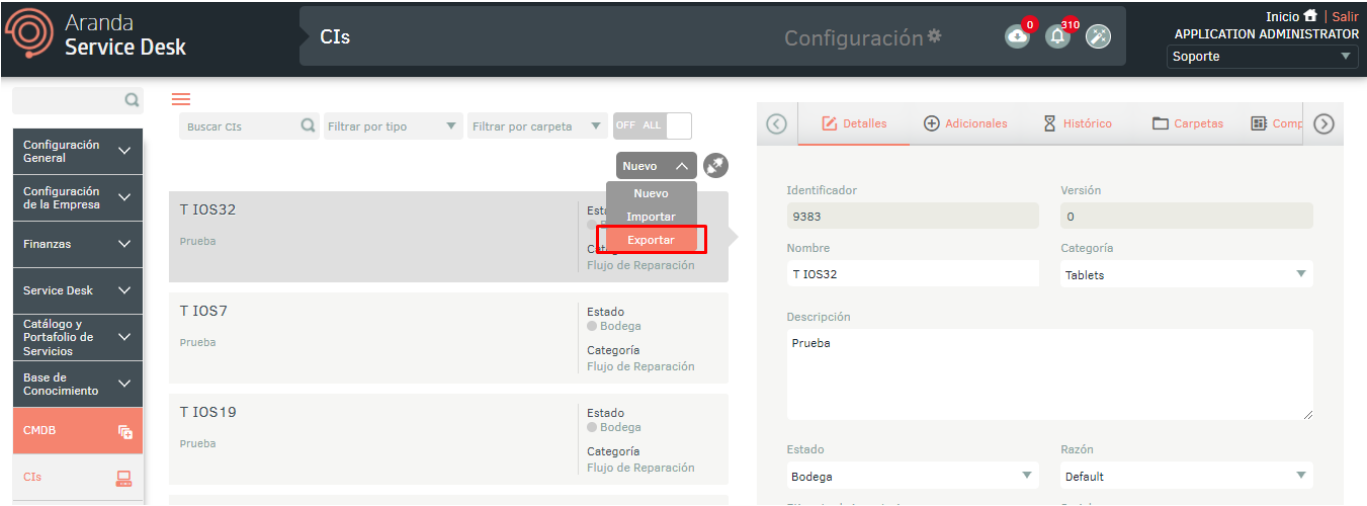 Aranda
Service Desk
CIs
Configuración
0
310
Inicio | Salir
APPLICATION ADMINISTRATOR
Soporte
Buscar CIs
Filtrar por tipo
Filtrar por carpeta
OFF ALL
Nuevo
Nuevo
Importar
Exportar
Configuración
General
Configuración
de la Empresa
Finanzas
Service Desk
Catálogo y
Portafolio de
Servicios
Base de
Conocimiento
CMDB
CIs
T IOS32
Prueba
Flujo de Reparación
T IOS7
Prueba
Estado
Bodega
Categoría
Flujo de Reparación
T IOS19
Prueba
Estado
Bodega
Categoría
Flujo de Reparación
Detalles
Adicionales
Histórico
Carpetas
Comp
Identificador
Versión
9383
0
Nombre
Categoría
T IOS32
Tablets
Descripción
Prueba
Estado
Razón
Bodega
Default